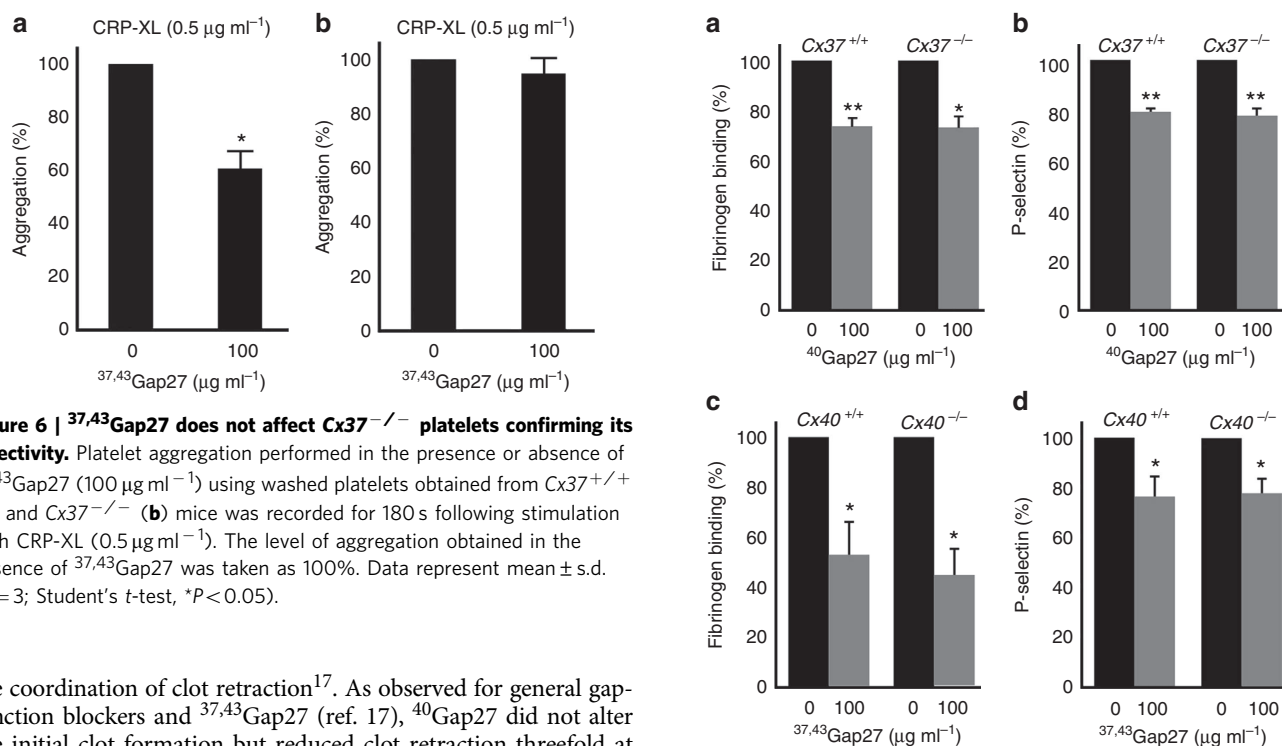 a
CRP-XL (0.5 μg ml−1)
Aggregation (%)
100
80
60
40
20
0
*
0 100
37,43Gap27 (μg ml−1)
b
CRP-XL (0.5 μg ml−1)
Aggregation (%)
100
80
60
40
20
0
0 100
37,43Gap27 (μg ml−1)
ure 6 | 37,43Gap27 does not affect Cx37−/− platelets confirming its
ectivity. Platelet aggregation performed in the presence or absence of
43Gap27 (100 μg ml−1) using washed platelets obtained from Cx37+/+
and Cx37−/− (b) mice was recorded for 180 s following stimulation
h CRP-XL (0.5 μg ml−1). The level of aggregation obtained in the
sence of 37,43Gap27 was taken as 100%. Data represent mean ± s.d.
= 3; Student's t-test, *P<0.05).
e coordination of clot retraction17. As observed for general gap-
nction blockers and 37,43Gap27 (ref. 17), 40Gap27 did not alter
e initial clot formation but reduced clot retraction threefold at
a
Cx37+/+ Cx37−/−
Fibrinogen binding (%)
100
80
60
40
20
0
** *
0 100 0 100
40Gap27 (μg ml−1)
b
Cx37+/+ Cx37−/−
P-selectin (%)
100
80
60
40
20
0
** **
0 100 0 100
40Gap27 (μg ml−1)
c
Cx40+/+ Cx40−/−
Fibrinogen binding (%)
100
80
60
40
20
0
* *
0 100 0 100
37,43Gap27 (μg ml−1)
d
Cx40+/+ Cx40−/−
P-selectin (%)
100
80
60
40
20
0
* *
0 100 0 100
37,43Gap27 (μg ml−1)